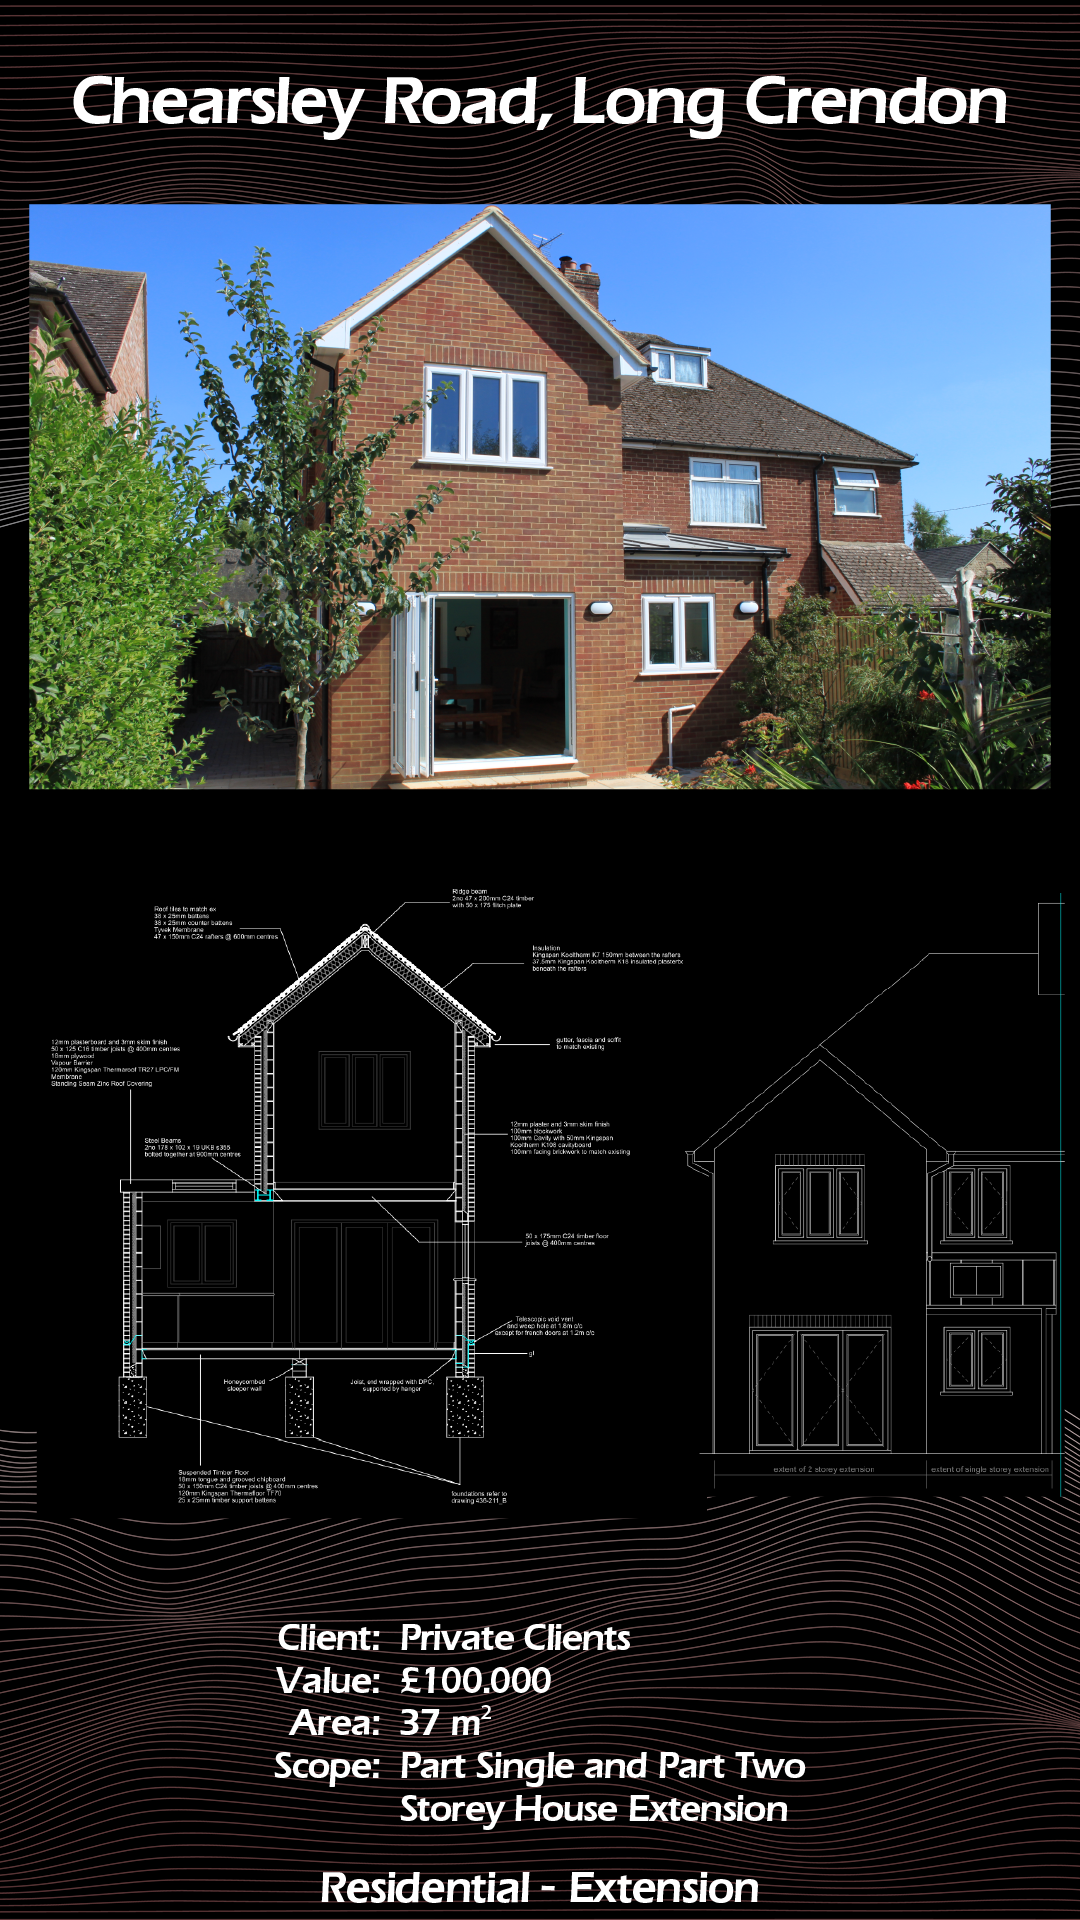 Chearsley Road, Long Crendon
Ridge beam
2no 47 x 200mm C24 timber
with 50 x 175 flitch plate
Roof tiles to match ex
38 x 25mm battens
38 x 25mm counter battens
Tyvek Membrane
47 x 150mm C24 rafters @ 600mm centres
Insulation
Kingspan Kooltherm K7 150mm between the rafters
37.5mm Kingspan Kooltherm K18 insulated plasterbo
beneath the rafters
12mm plasterboard and 3mm skim finish
50 x 125 C16 timber joists @ 400mm centres
18mm plywood
Vapour Barrier
120mm Kingspan Thermaroof TR27 LPC/FM
Membrane
Standing Seam Zinc Roof Covering
gutter, fascia and soffit
to match existing
Steel Beams
2no 178 x 102 x 19 UKB s355
bolted together at 900mm centres
12mm plaster and 3mm skim finish
100mm blockwork
100mm Cavity with 50mm Kingspan
Kooltherm K108 cavityboard
100mm facing brickwork to match existing
50 x 175mm C24 timber floor
joists @ 400mm centres
Telescopic void vent
and weep hole at 1.8m c/c
except for french doors at 1.2m c/c
gl
Honeycombed
sleeper wall
Joist, end wrapped with DPC,
supported by hanger
Suspended Timber Floor
18mm tongue and grooved chipboard
50 x 150mm C24 timber joists @ 400mm centres
120mm Kingspan Thermafloor TF70
25 x 25mm timber support battens
foundations refer to
drawing 436-211_B
extent of 2 storey extension
extent of single storey extension
Client: Private Clients
Value: £100.000
Area: 37 m²
Scope: Part Single and Part Two
Storey House Extension
Residential - Extension